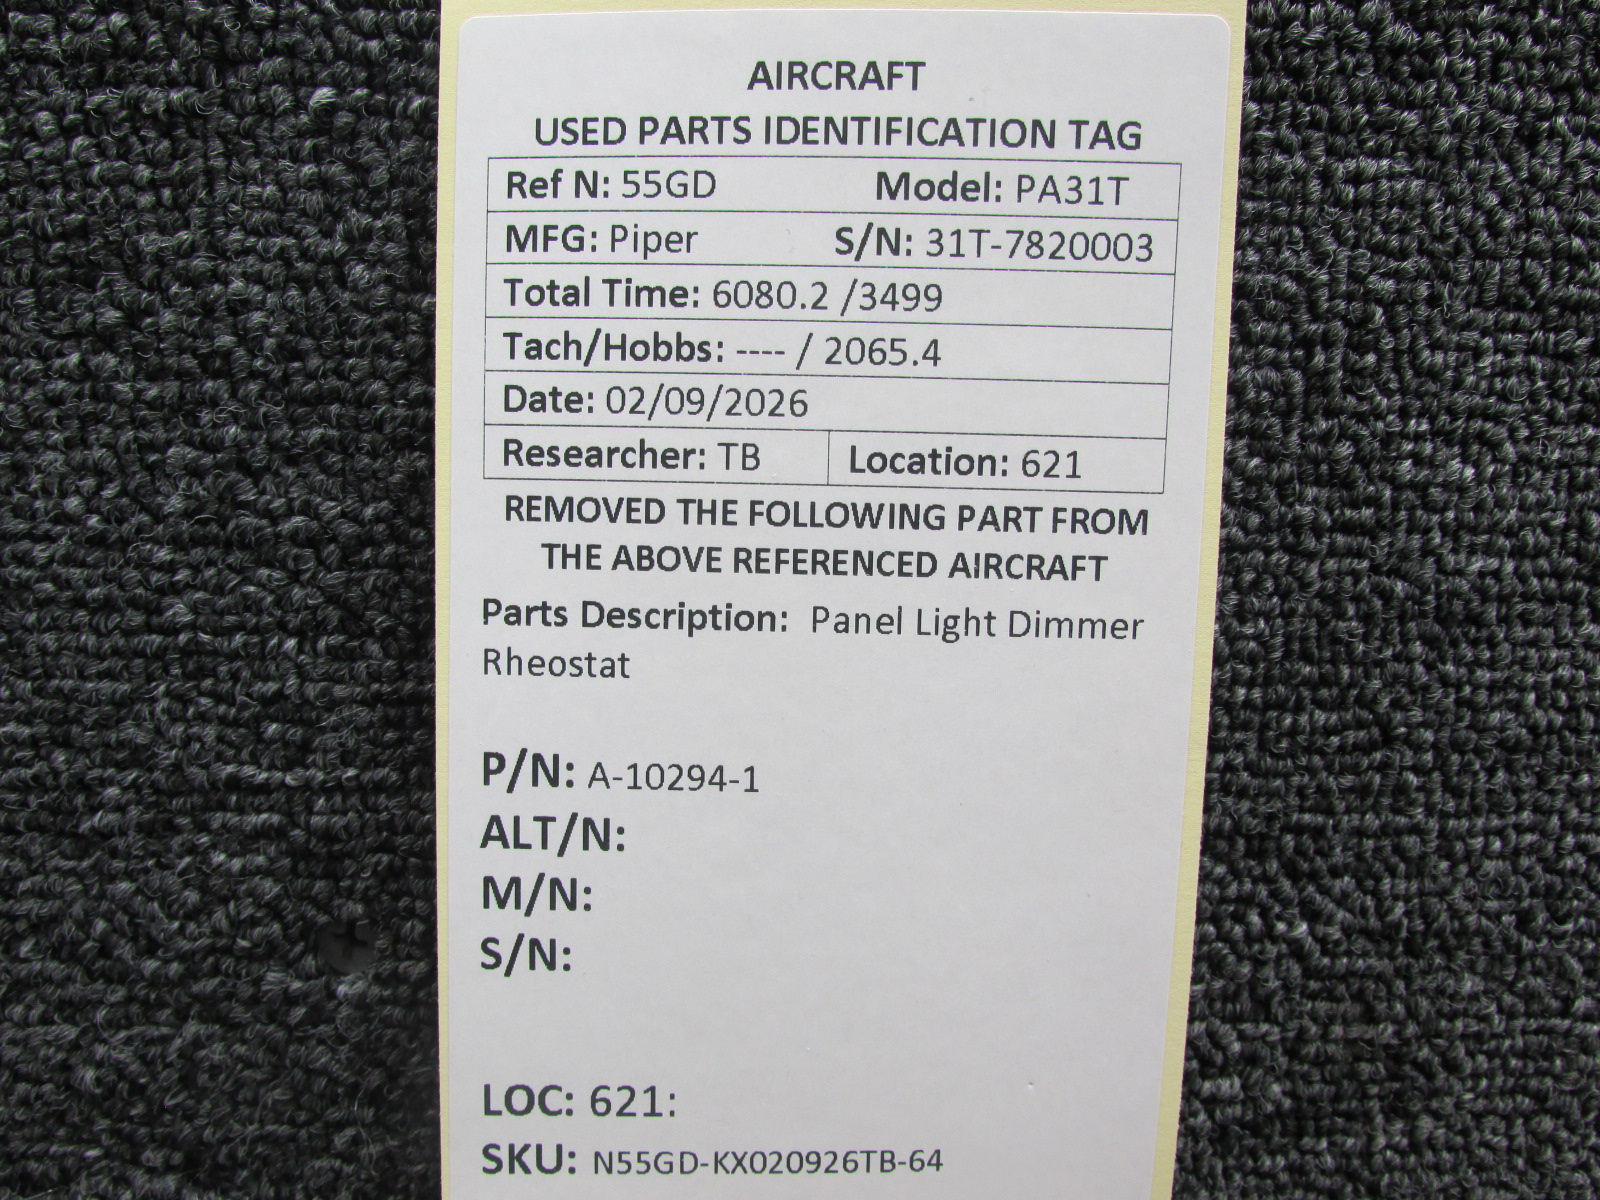 AIRCRAFT
USED PARTS IDENTIFICATION TAG
Ref N: 55GD Model: PA31T
MFG: Piper S/N: 31T-7820003
Total Time: 6080.2 /3499
Tach/Hobbs: ---- / 2065.4
Date: 02/09/2026
Researcher: TB Location: 621
REMOVED THE FOLLOWING PART FROM
THE ABOVE REFERENCED AIRCRAFT
Parts Description: Panel Light Dimmer
Rheostat
P/N: A-10294-1
ALT/N:
M/N:
S/N:
LOC: 621:
SKU: N55GD-KX020926TB-64